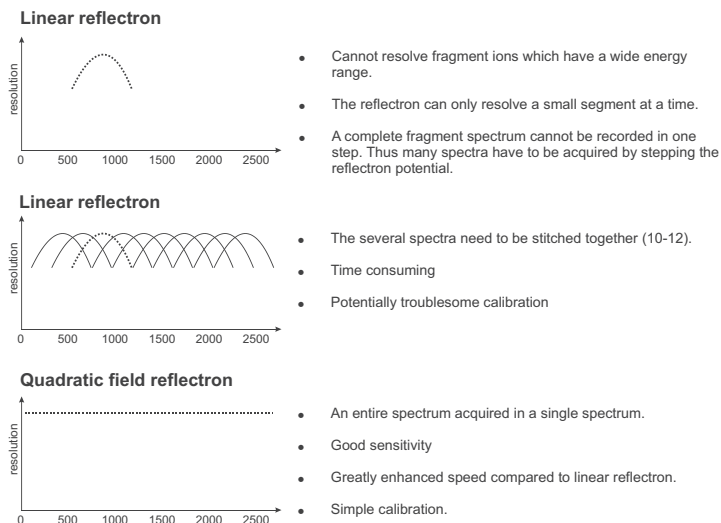 Linear reflectron
resolution
0 500 1000 1500 2000 2500
• Cannot resolve fragment ions which have a wide energy
range.
• The reflectron can only resolve a small segment at a time.
• A complete fragment spectrum cannot be recorded in one
step. Thus many spectra have to be acquired by stepping the
reflectron potential.
Linear reflectron
resolution
0 500 1000 1500 2000 2500
• The several spectra need to be stitched together (10-12).
• Time consuming
• Potentially troublesome calibration
Quadratic field reflectron
resolution
0 500 1000 1500 2000 2500
• An entire spectrum acquired in a single spectrum.
• Good sensitivity
• Greatly enhanced speed compared to linear reflectron.
• Simple calibration.